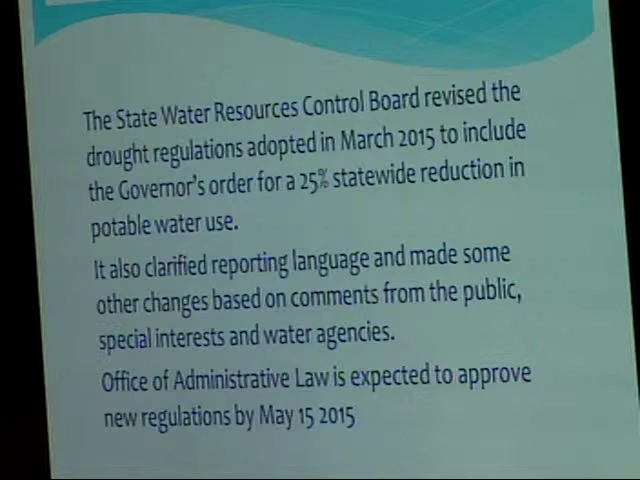 The State Water Resources Control Board revised the
drought regulations adopted in March 2015 to include
the Governor's order for a 25% statewide reduction in
potable water use.
It also clarified reporting language and made some
other changes based on comments from the public,
special interests and water agencies.
Office of Administrative Law is expected to approve
new regulations by May 15 2015